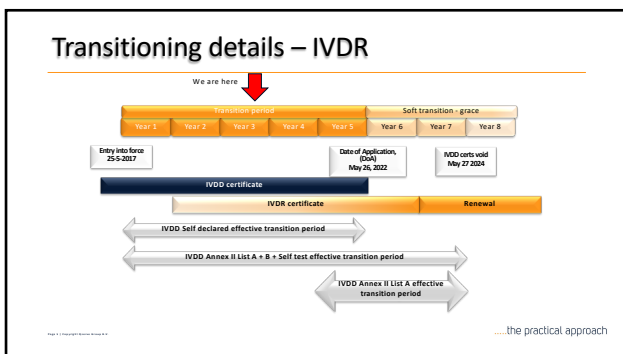 Transitioning details – IVDR
We are here
Transition period
Soft transition - grace
Year 1
Year 2
Year 3
Year 4
Year 5
Year 6
Year 7
Year 8
Entry into force
25-5-2017
Date of Application,
(DoA)
May 26, 2022
IVDD certs void
May 27 2024
IVDD certificate
IVDR certificate
Renewal
IVDD Self declared effective transition period
IVDD Annex II List A + B + Self test effective transition period
IVDD Annex II List A effective
transition period
.....the practical approach